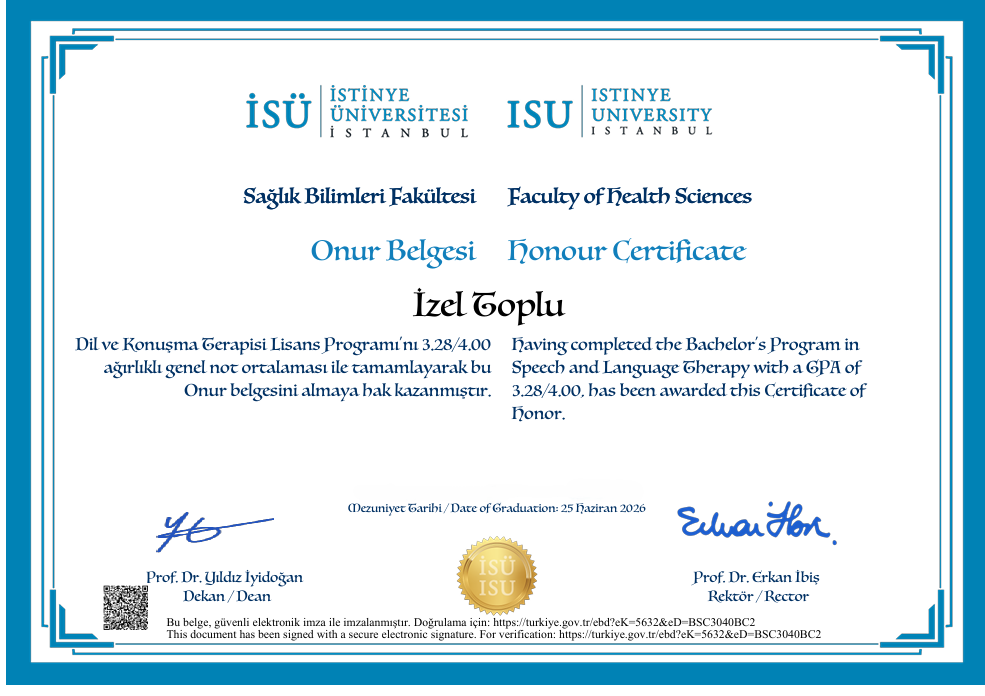 İSÜ İSTİNYE ÜNİVERSİTESİ İSTANBUL
ISU ISTINYE UNIVERSITY ISTANBUL
Sağlık Bilimleri Fakültesi
Faculty of Health Sciences
Onur Belgesi
Honour Certificate
İzel Toplu
Dil ve Konuşma Terapisi Lisans Programı'nı 3.28/4.00
ağırlıklı genel not ortalaması ile tamamlayarak bu
Onur belgesini almaya hak kazanmıştır.
Having completed the Bachelor's Program in
Speech and Language Therapy with a GPA of
3.28/4.00, has been awarded this Certificate of
Honor.
Mezuniyet Tarihi / Date of Graduation: 25 Haziran 2026
Prof. Dr. Yıldız İyidoğan
Dekan / Dean
İSÜ
ISU
Prof. Dr. Erkan İbiş
Rektör / Rector
Bu belge, güvenli elektronik imza ile imzalanmıştır. Doğrulama için: https://turkiye.gov.tr/ebd?eK=5632&eD=BSC3040BC2
This document has been signed with a secure electronic signature. For verification: https://turkiye.gov.tr/ebd?eK=5632&eD=BSC3040BC2